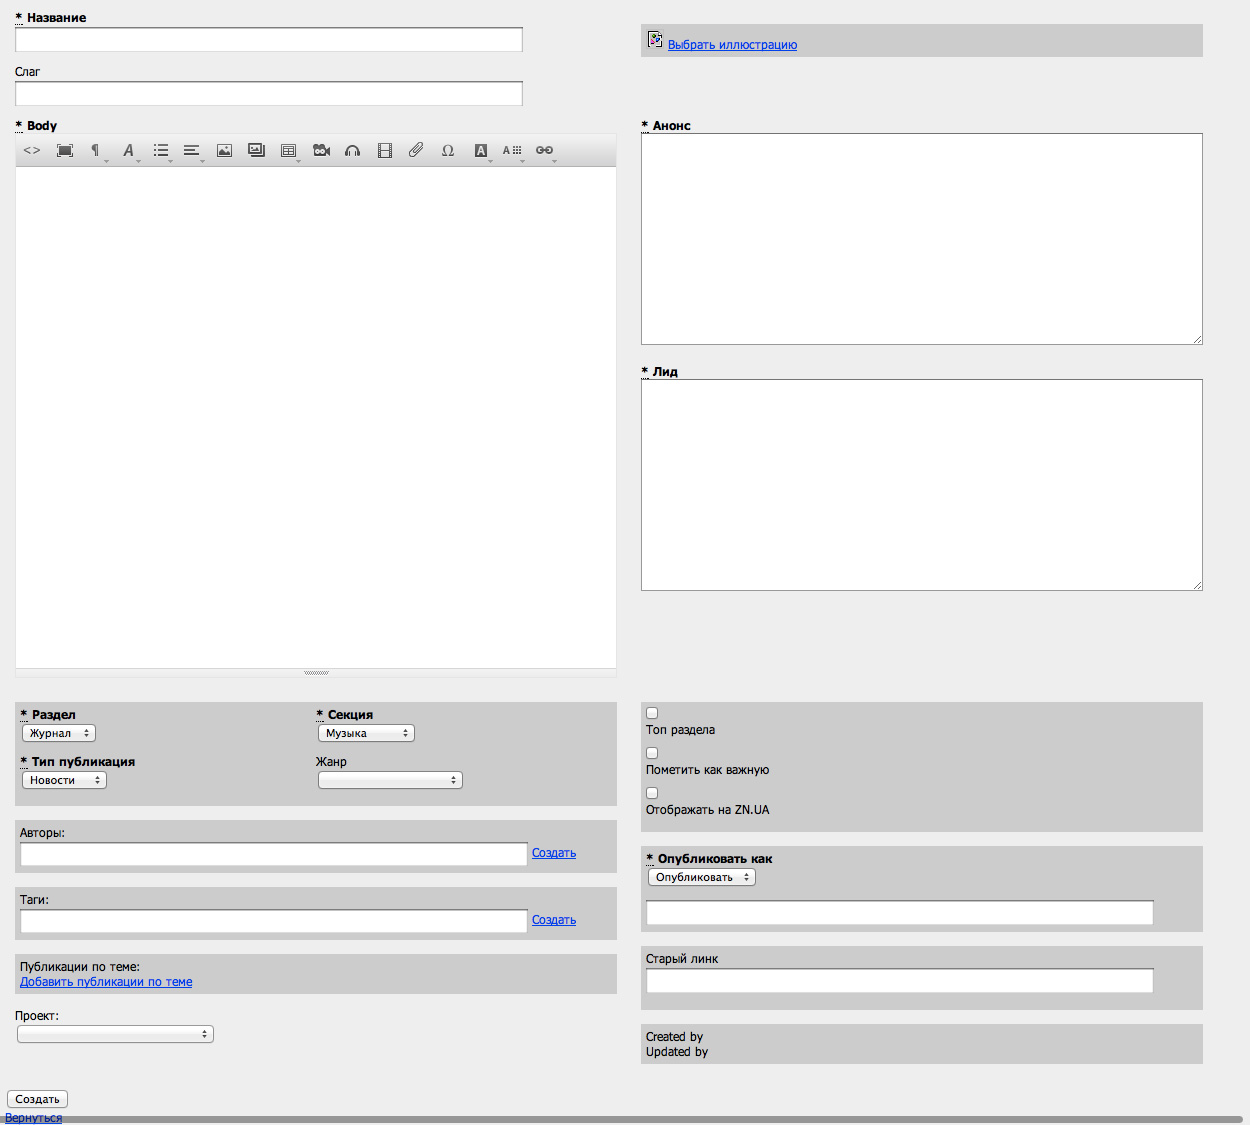 * Название
Выбрать иллюстрацию
Слаг
* Body
* Анонс
<>
¶
A
Ω
A
A
* Лид
* Раздел
* Секция
Журнал
Музыка
* Тип публикация
Жанр
Новости
Топ раздела
Пометить как важную
Отображать на ZN.UA
Авторы:
Создать
* Опубликовать как
Опубликовать
Таги:
Создать
Публикации по теме:
Добавить публикации по теме
Старый линк
Проект:
Created by
Updated by
Создать
Вернуться